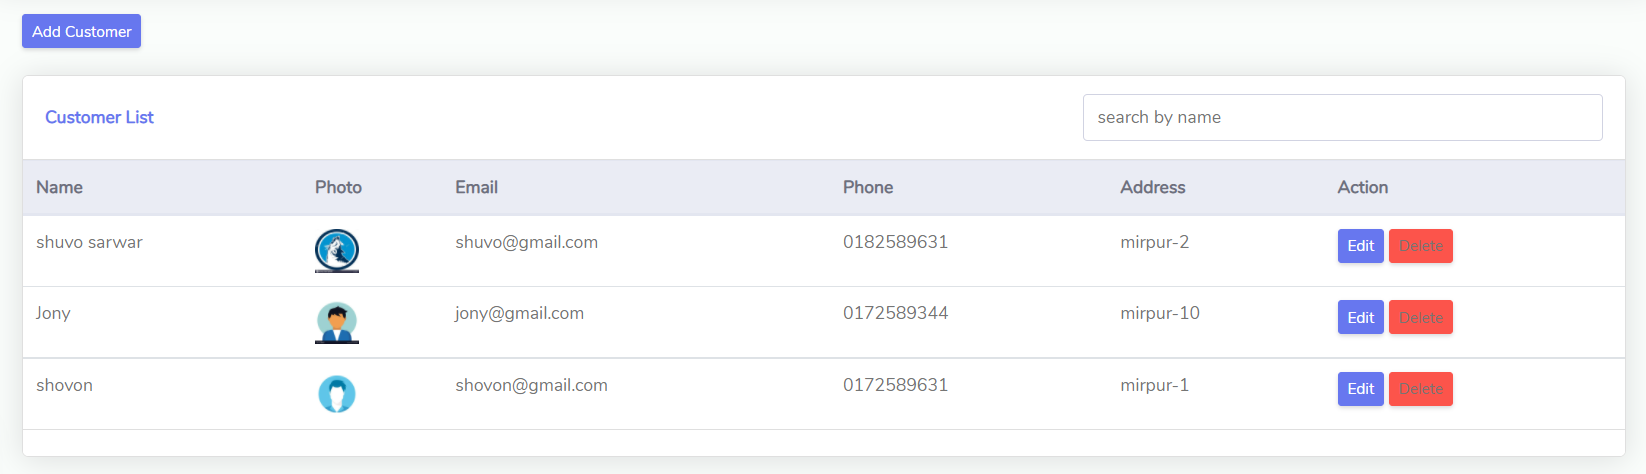 Add Customer
Customer List search by name
Name Photo Email Phone Address Action
shuvo sarwar shuvo@gmail.com 0182589631 mirpur-2 Edit Delete
Jony jony@gmail.com 0172589344 mirpur-10 Edit Delete
shovon shovon@gmail.com 0172589631 mirpur-1 Edit Delete